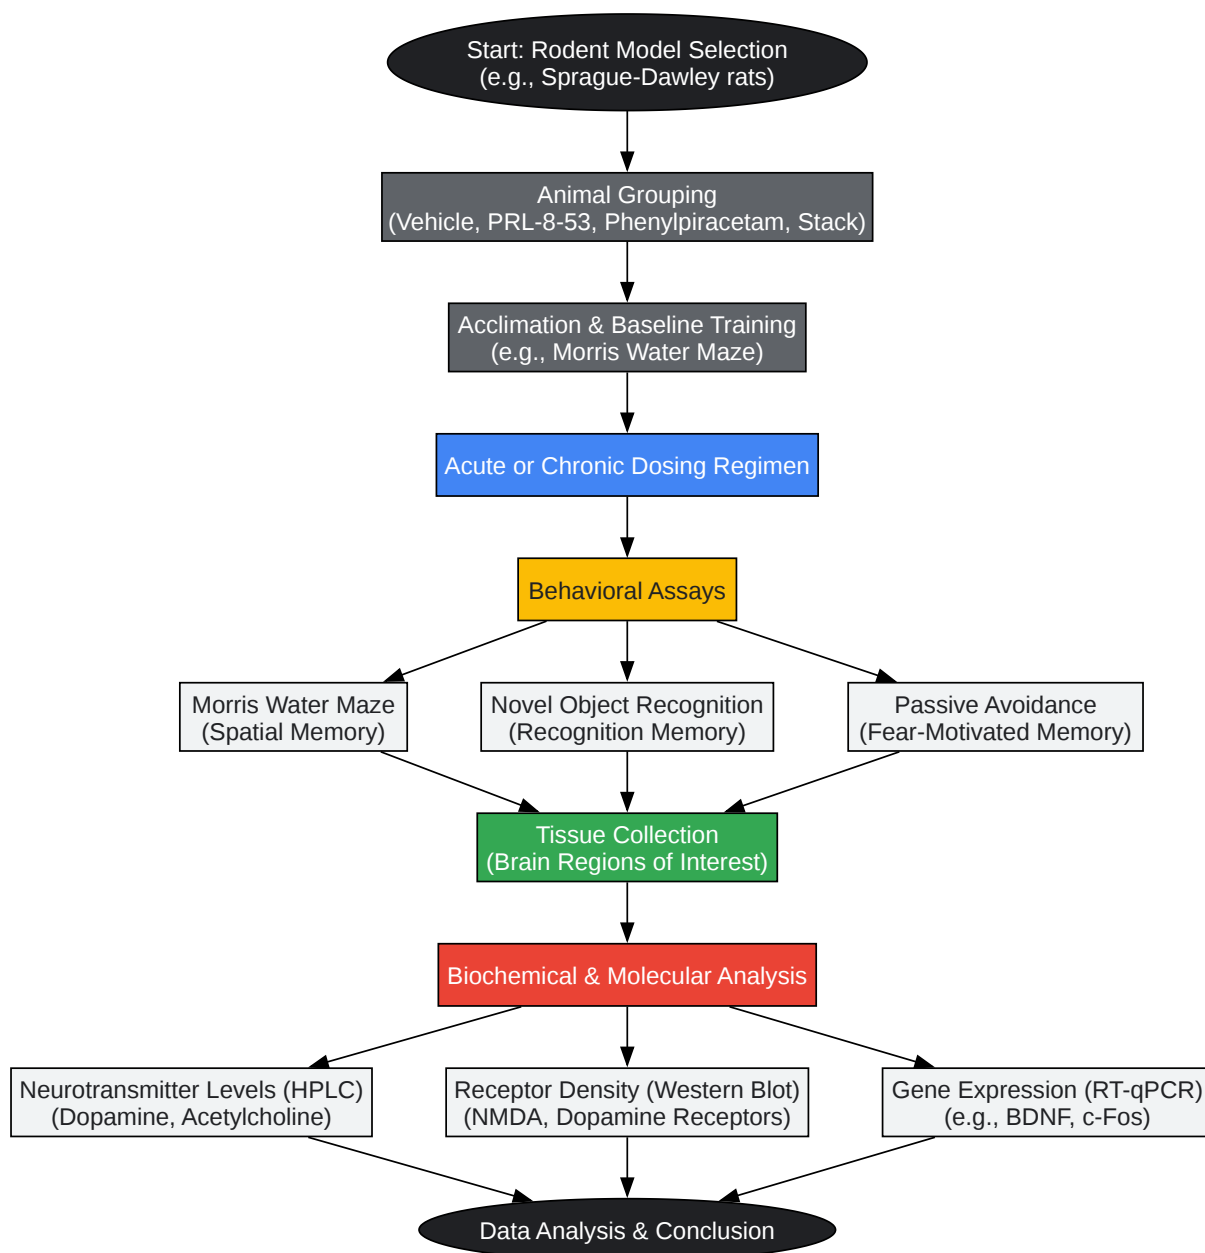 Start: Rodent Model Selection
(e.g., Sprague-Dawley rats)
Animal Grouping
(Vehicle, PRL-8-53, Phenylpiracetam, Stack)
Acclimation & Baseline Training
(e.g., Morris Water Maze)
Acute or Chronic Dosing Regimen
Behavioral Assays
Morris Water Maze
(Spatial Memory)
Novel Object Recognition
(Recognition Memory)
Passive Avoidance
(Fear-Motivated Memory)
Tissue Collection
(Brain Regions of Interest)
Biochemical & Molecular Analysis
Neurotransmitter Levels (HPLC)
(Dopamine, Acetylcholine)
Receptor Density (Western Blot)
(NMDA, Dopamine Receptors)
Gene Expression (RT-qPCR)
(e.g., BDNF, c-Fos)
Data Analysis & Conclusion